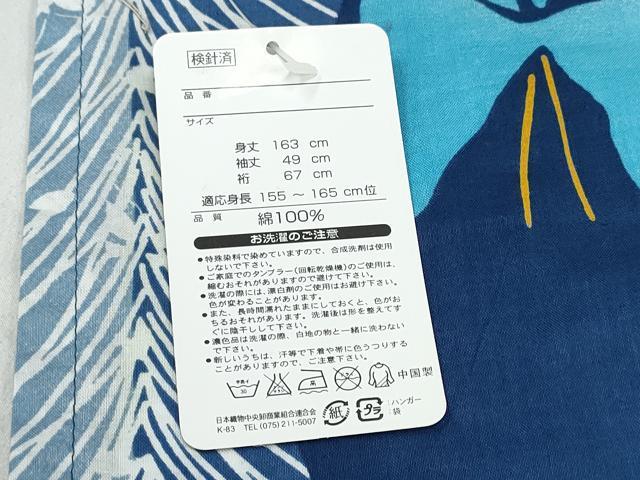 検針済
品番
サイズ
身丈 163 cm
袖丈 49 cm
裄 67 cm
適応身長 155 ～ 165 cm位
品質 綿100%
お洗濯のご注意
●特殊染料で染めていますので、合成洗剤は使用
しないで下さい。
●ご家庭でのタンブラー(回転乾燥機)のご使用は、
縮むおそれがありますので避けて下さい。
●洗濯の際には、漂白剤のご使用はお避け下さい。
色が変わることがあります。
●また、長時間濡れたままにしておくと、色がお
ちるおそれがあります。洗濯後は形を整えてす
ぐに陰干しして下さい。
●濃色品は洗濯の際、白地の物と一緒に洗わない
で下さい。
●新しいうちは、汗等で下着や帯に色うつりする
ことがありますので、ご注意下さい。
手洗イ 30 高 中国製
日本織物中央卸商業組合連合会
K-83 TEL(075)211-5007
紙 プラ :ハンガー
:袋